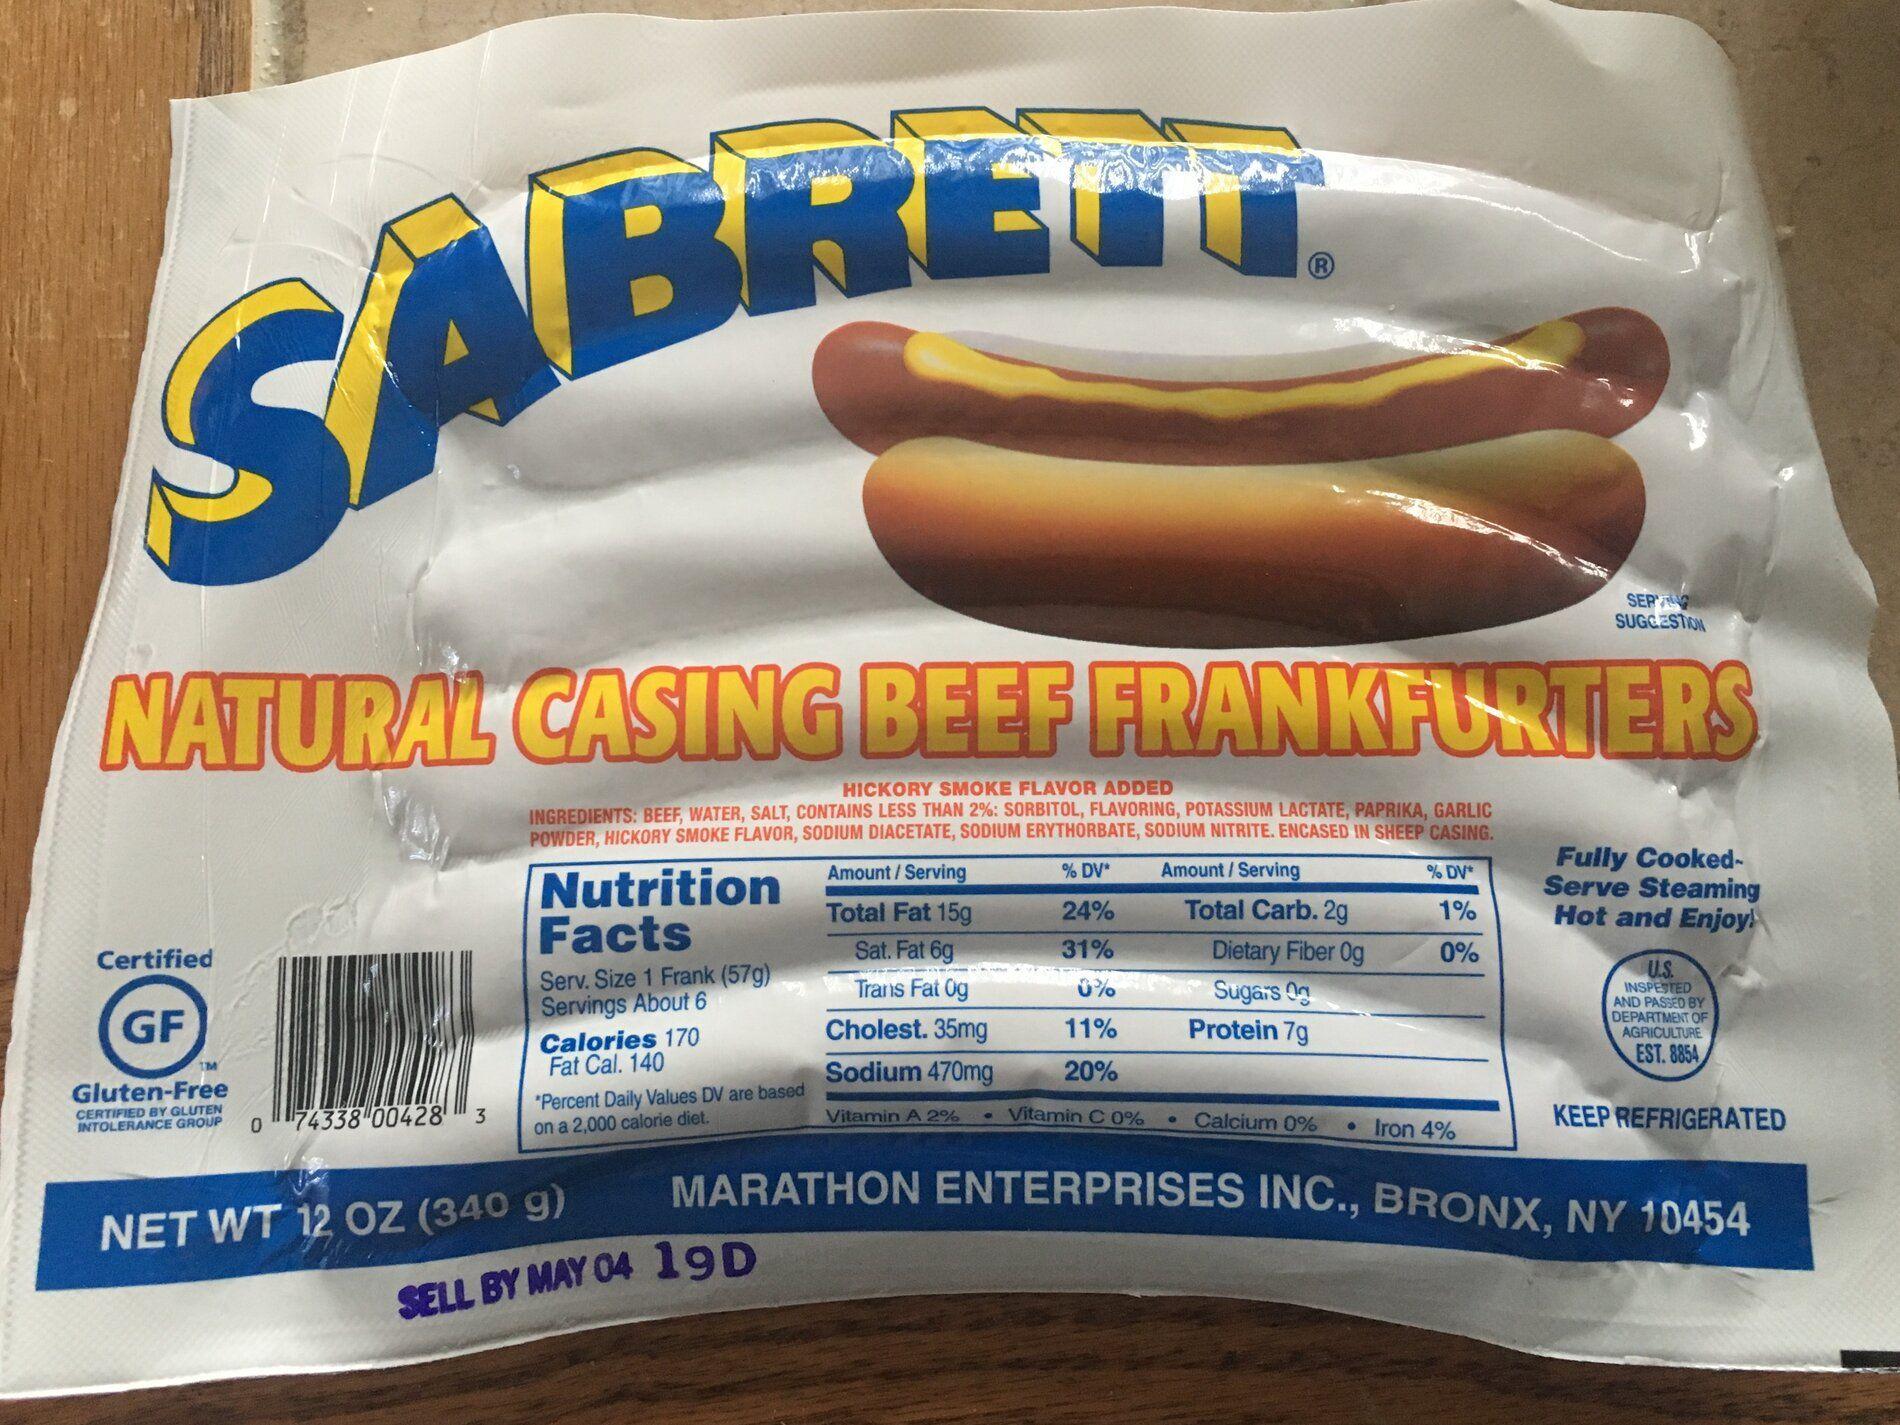 SABRETT®
SERVING
SUGGESTION
NATURAL CASING BEEF FRANKFURTERS
HICKORY SMOKE FLAVOR ADDED
INGREDIENTS: BEEF, WATER, SALT, CONTAINS LESS THAN 2%: SORBITOL, FLAVORING, POTASSIUM LACTATE, PAPRIKA, GARLIC
POWDER, HICKORY SMOKE FLAVOR, SODIUM DIACETATE, SODIUM ERYTHORBATE, SODIUM NITRITE. ENCASED IN SHEEP CASING.
Certified
GF
TM
Gluten-Free
CERTIFIED BY GLUTEN
INTOLERANCE GROUP
0 74338 00428 3
Nutrition
Facts
Serv. Size 1 Frank (57g)
Servings About 6
Calories 170
Fat Cal. 140
*Percent Daily Values DV are based
on a 2,000 calorie diet.
Amount / Serving % DV* Amount / Serving % DV*
Total Fat 15g 24% Total Carb. 2g 1%
Sat. Fat 6g 31% Dietary Fiber 0g 0%
Trans Fat 0g 0% Sugars 0g
Cholest. 35mg 11% Protein 7g
Sodium 470mg 20%
Vitamin A 2% • Vitamin C 0% • Calcium 0% • Iron 4%
Fully Cooked-
Serve Steaming
Hot and Enjoy!
U.S.
INSPECTED
AND PASSED BY
DEPARTMENT OF
AGRICULTURE
EST. 8854
KEEP REFRIGERATED
NET WT 12 OZ (340 g) MARATHON ENTERPRISES INC., BRONX, NY 10454
SELL BY MAY 04 19D